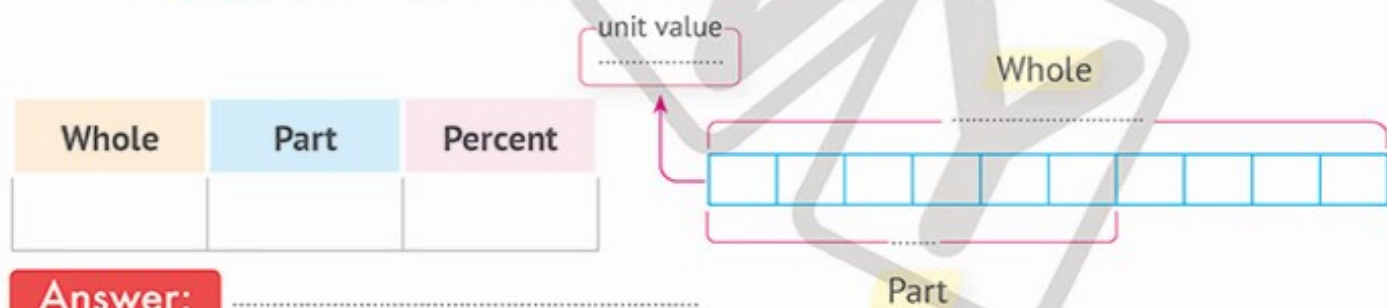 unit value
Whole
Whole Part Percent
Answer:
Part